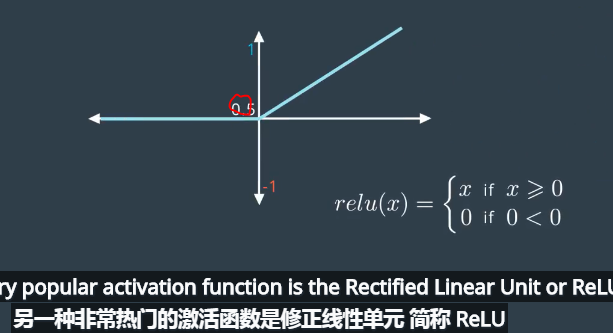 1
0.5
-1
relu(x) = { x if x ⩾ 0
0 if 0 < 0
ry popular activation function is the Rectified Linear Unit or ReLU
另一种非常热门的激活函数是修正线性单元 简称 ReLU